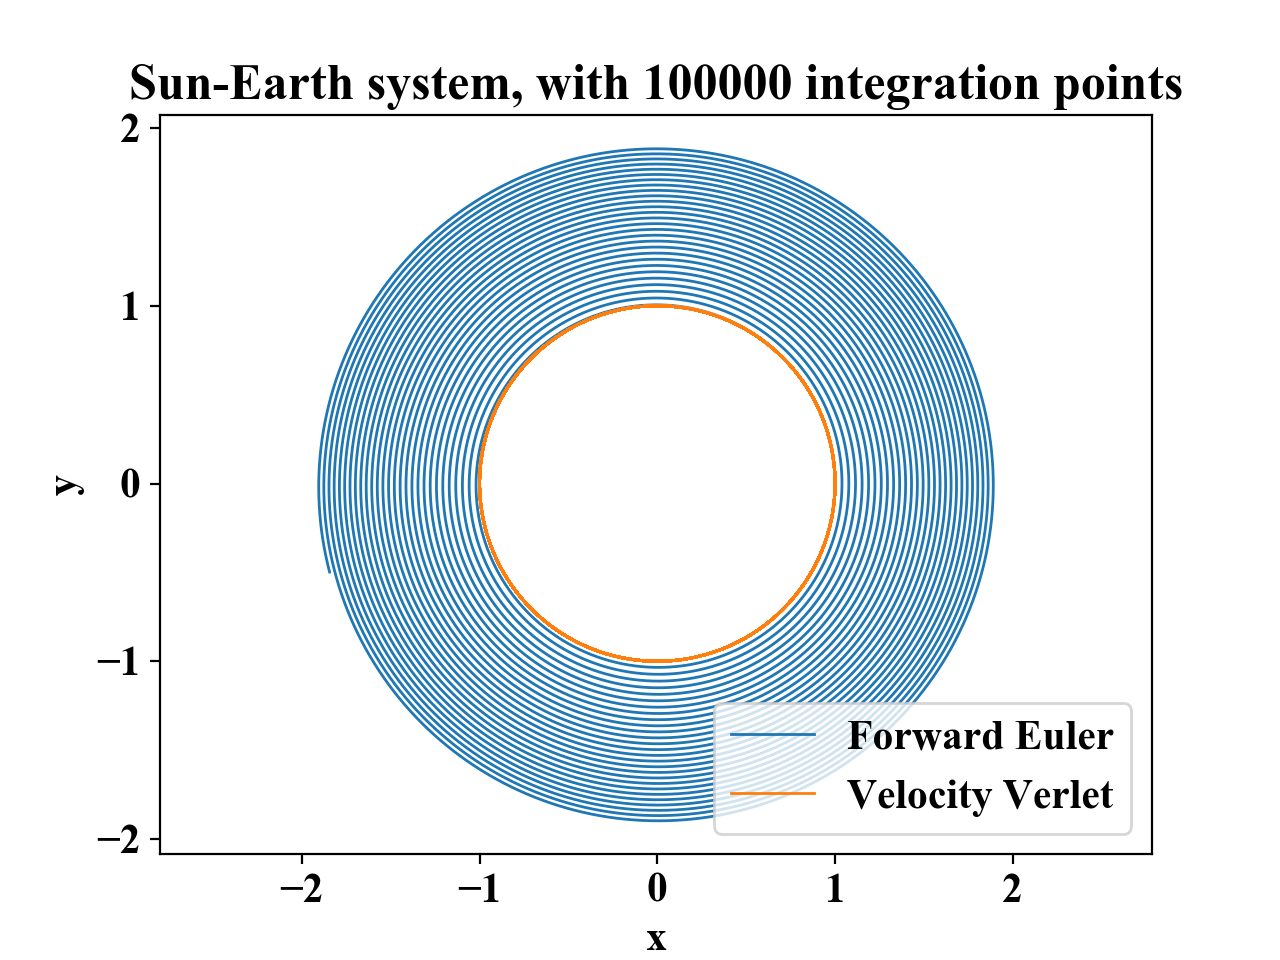 Sun-Earth system, with 100000 integration points
2
1
0
−1
−2
y
−2
−1
0
1
2
x
Forward Euler
Velocity Verlet